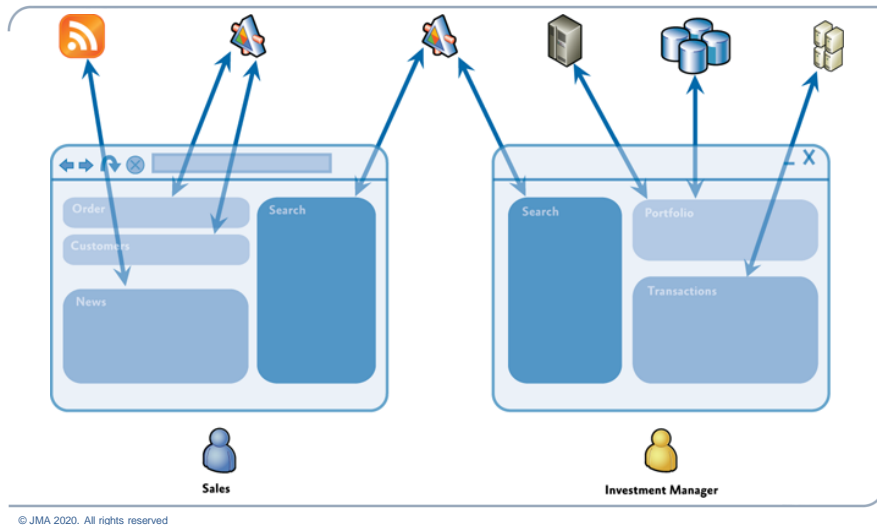 X
Order
Search
Customers
News
Search
Portfolio
Transactions
Sales
Investment Manager
© JMA 2020. All rights reserved